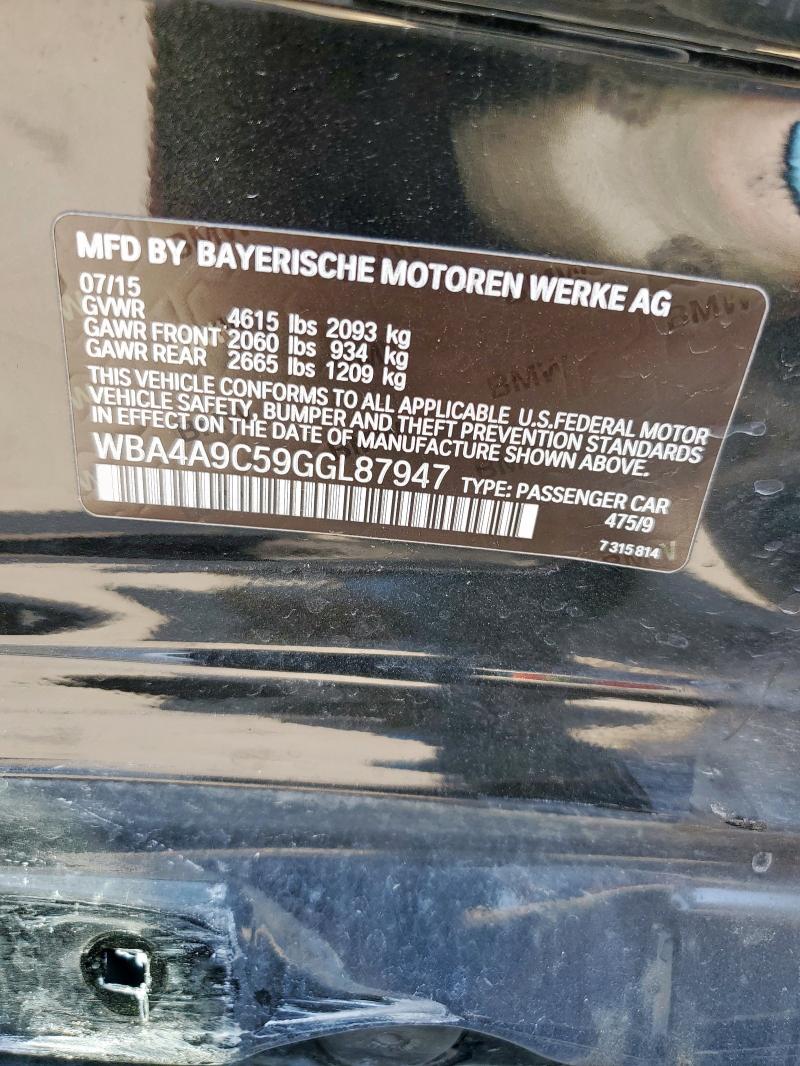 MFD BY BAYERISCHE MOTOREN WERKE AG
07/15
GVWR 4615 lbs 2093 kg
GAWR FRONT 2060 lbs 934 kg
GAWR REAR 2665 lbs 1209 kg
THIS VEHICLE CONFORMS TO ALL APPLICABLE U.S.FEDERAL MOTOR
VEHICLE SAFETY, BUMPER AND THEFT PREVENTION STANDARDS
IN EFFECT ON THE DATE OF MANUFACTURE SHOWN ABOVE.
WBA4A9C59GGL87947 TYPE: PASSENGER CAR
475/9
7 315 814